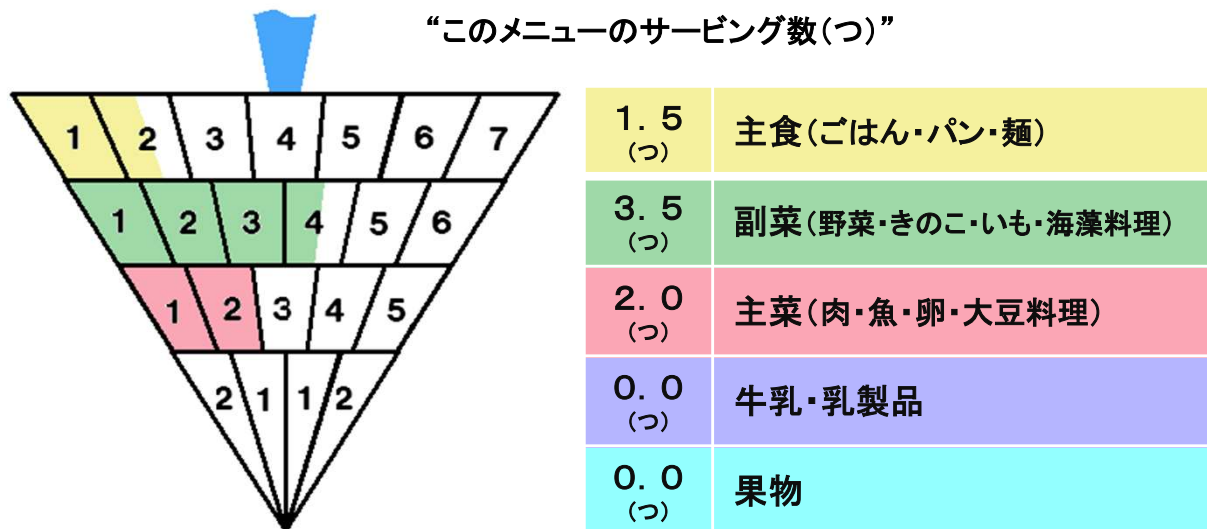 “このメニューのサービング数(つ)”
1 2 3 4 5 6 7
1 2 3 4 5 6
1 2 3 4 5
2 1 1 2
1.5
(つ)
主食(ごはん・パン・麺)
3.5
(つ)
副菜(野菜・きのこ・いも・海藻料理)
2.0
(つ)
主菜(肉・魚・卵・大豆料理)
0.0
(つ)
牛乳・乳製品
0.0
(つ)
果物